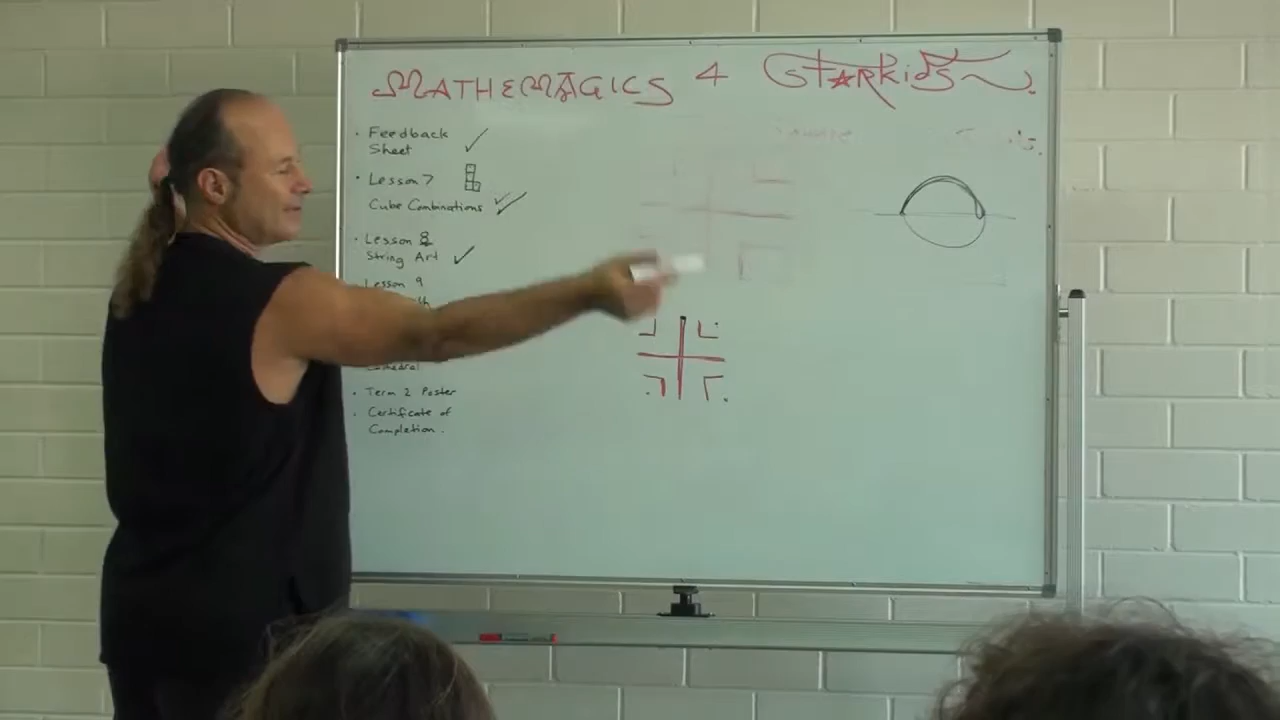 MATHEMAGICS 4 STARKIDS
Feedback
Sheet
Lesson 7
Cube Combinations
Lesson 8
String Art
Lesson 9
Cathedral
Term 2 Poster
Certificate of
Completion.